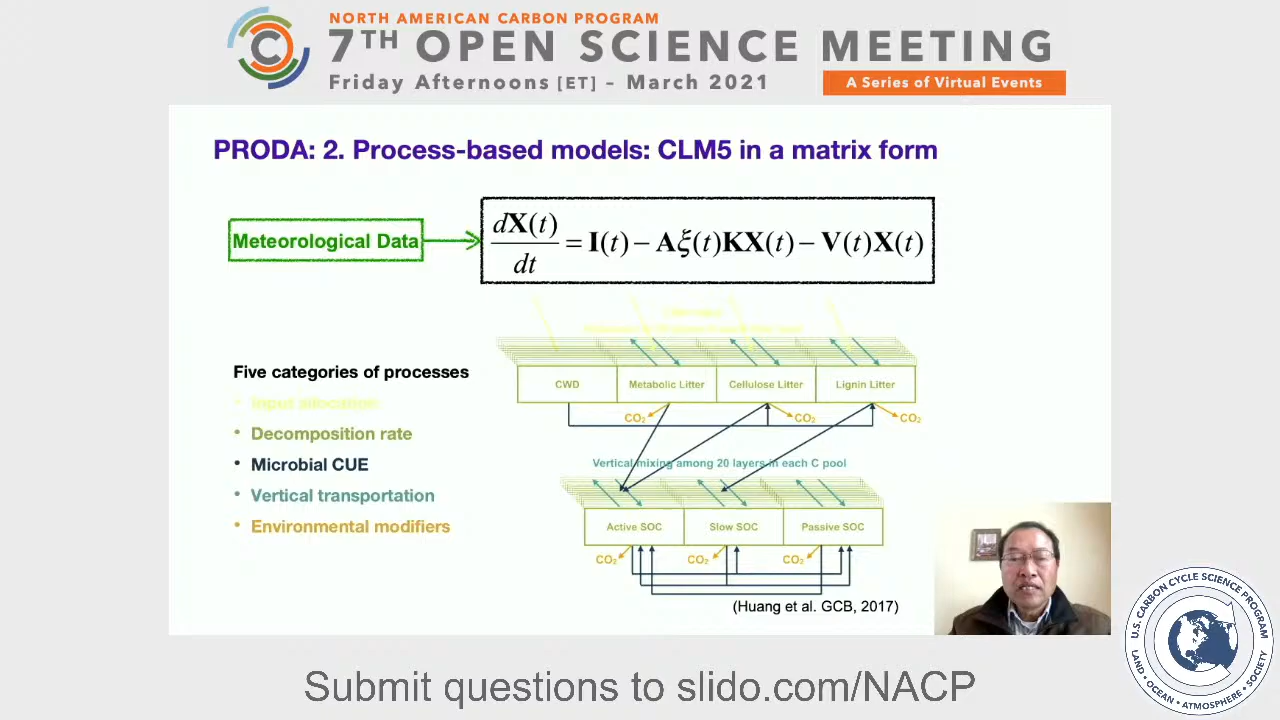 NORTH AMERICAN CARBON PROGRAM
7TH OPEN SCIENCE MEETING
Friday Afternoons [ET] – March 2021
A Series of Virtual Events
PRODA: 2. Process-based models: CLM5 in a matrix form
Meteorological Data
dX(t)/dt = I(t) − Aξ(t)KX(t) − V(t)X(t)
Five categories of processes
• Input allocation
• Decomposition rate
• Microbial CUE
• Vertical transportation
• Environmental modifiers
CWD
Metabolic Litter
Cellulose Litter
Lignin Litter
CO₂
CO₂
CO₂
Vertical mixing among 20 layers in each C pool
Active SOC
Slow SOC
Passive SOC
CO₂
CO₂
CO₂
(Huang et al. GCB, 2017)
U.S. CARBON CYCLE SCIENCE PROGRAM
LAND • OCEAN • ATMOSPHERE • SOCIETY
Submit questions to slido.com/NACP